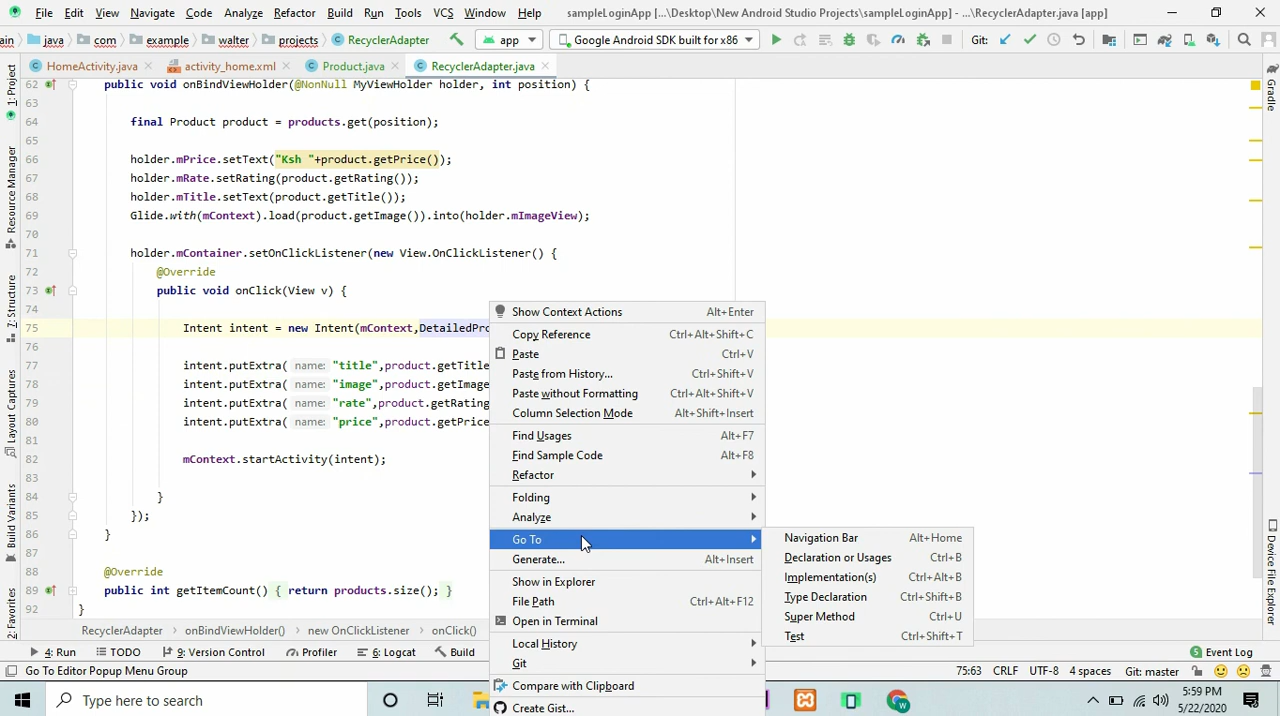 File Edit View Navigate Code Analyze Refactor Build Run Tools VCS Window Help sampleLoginApp [...\Desktop\New Android Studio Projects\sampleLoginApp] - ...\RecyclerAdapter.java [app]
ain java com example walter projects RecyclerAdapter app Google Android SDK built for x86 Git:
HomeActivity.java activity_home.xml Product.java RecyclerAdapter.java
1: Project
Resource Manager
Z: Structure
Layout Captures
Build Variants
2: Favorites
62 public void onBindViewHolder(@NonNull MyViewHolder holder, int position) {
63
64 final Product product = products.get(position);
65
66 holder.mPrice.setText("Ksh "+product.getPrice());
67 holder.mRate.setRating(product.getRating());
68 holder.mTitle.setText(product.getTitle());
69 Glide.with(mContext).load(product.getImage()).into(holder.mImageView);
70
71 holder.mContainer.setOnClickListener(new View.OnClickListener() {
72 @Override
73 public void onClick(View v) {
74
75 Intent intent = new Intent(mContext,DetailedPro
76
77 intent.putExtra( name: "title",product.getTitle
78 intent.putExtra( name: "image",product.getImage
79 intent.putExtra( name: "rate",product.getRating
80 intent.putExtra( name: "price",product.getPrice
81
82 mContext.startActivity(intent);
83
84 }
85 });
86 }
87
88 @Override
89 public int getItemCount() { return products.size(); }
92 }
Show Context Actions Alt+Enter
Copy Reference Ctrl+Alt+Shift+C
Paste Ctrl+V
Paste from History... Ctrl+Shift+V
Paste without Formatting Ctrl+Alt+Shift+V
Column Selection Mode Alt+Shift+Insert
Find Usages Alt+F7
Find Sample Code Alt+F8
Refactor
Folding
Analyze
Go To
Generate... Alt+Insert
Show in Explorer
File Path Ctrl+Alt+F12
Open in Terminal
Local History
Git
Compare with Clipboard
Create Gist...
Navigation Bar Alt+Home
Declaration or Usages Ctrl+B
Implementation(s) Ctrl+Alt+B
Type Declaration Ctrl+Shift+B
Super Method Ctrl+U
Test Ctrl+Shift+T
Gradle
Device File Explorer
RecyclerAdapter onBindViewHolder() new OnClickListener onClick()
4: Run TODO 9: Version Control Profiler 6: Logcat Build Event Log
Go To Editor Popup Menu Group 75:63 CRLF UTF-8 4 spaces Git: master
Type here to search
5:59 PM
5/22/2020